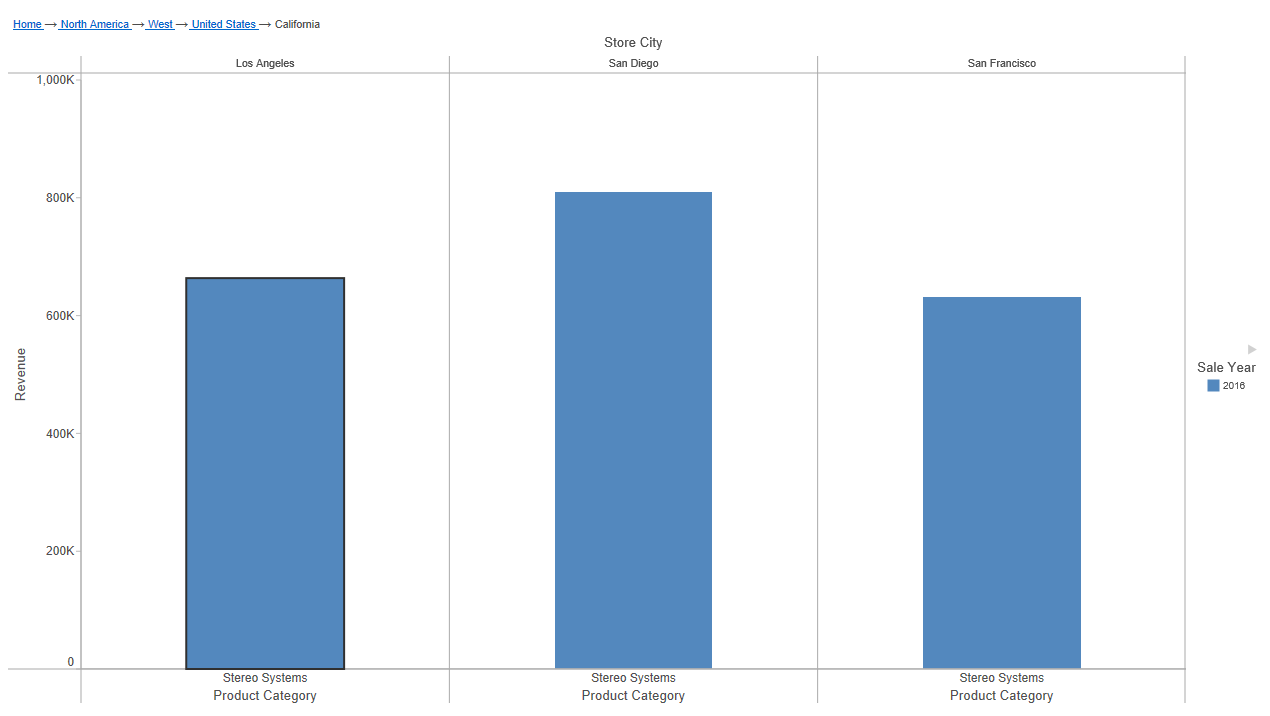 Home → North America → West → United States → California
Store City
Los Angeles San Diego San Francisco
1,000K
800K
600K
400K
200K
0
Revenue
Stereo Systems Stereo Systems Stereo Systems
Product Category Product Category Product Category
Sale Year
2016